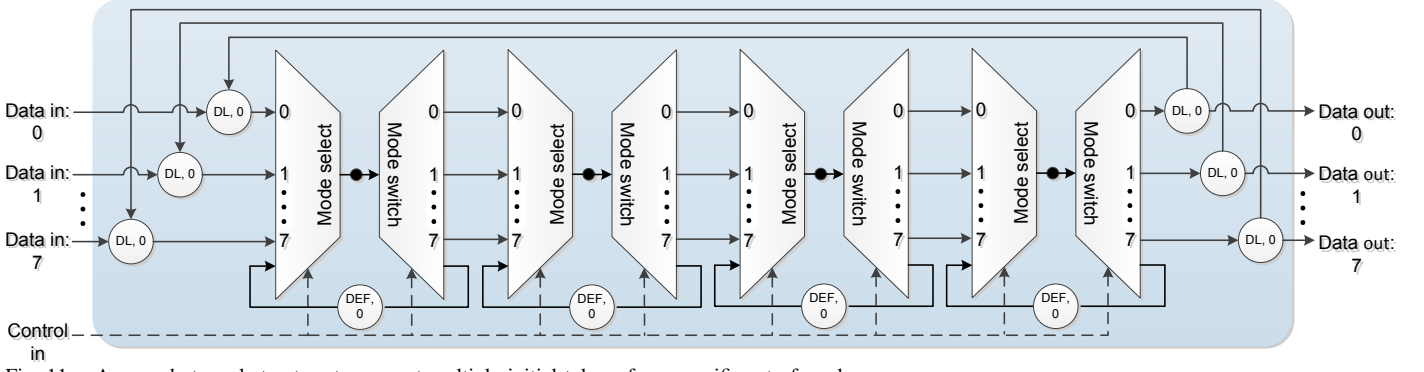 Data in:
0
Data in:
1
Data in:
7
Control
in
DL, 0
DL, 0
DL, 0
0
1
7
Mode select
Mode switch
0
1
7
DEF,
0
0
1
7
Mode select
Mode switch
0
1
7
DEF,
0
0
1
7
Mode select
Mode switch
0
1
7
DEF,
0
0
1
7
Mode select
Mode switch
0
1
7
DEF,
0
DL, 0
DL, 0
DL, 0
Data out:
0
Data out:
1
Data out:
7